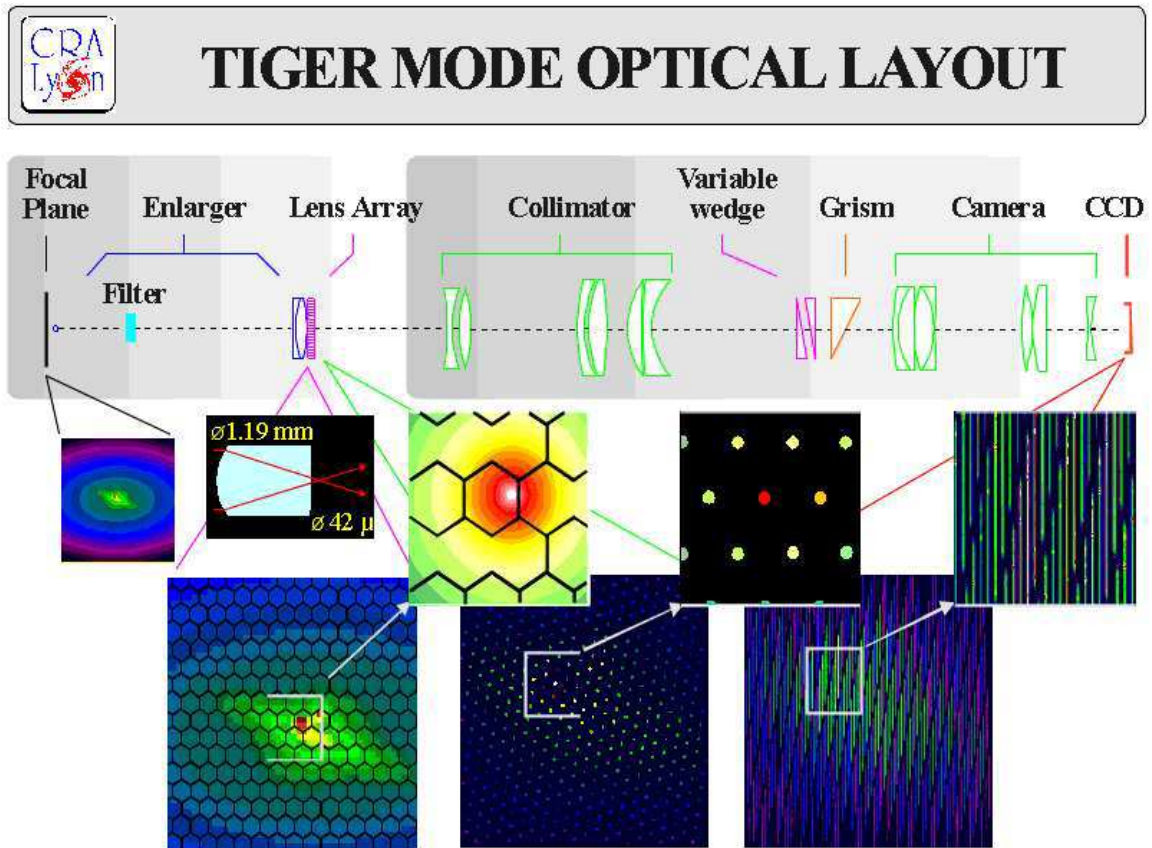 CRA
Lyon
TIGER MODE OPTICAL LAYOUT
Focal
Plane
Enlarger
Lens Array
Collimator
Variable
wedge
Grism
Camera
CCD
Filter
ø1.19 mm
ø 42 µ